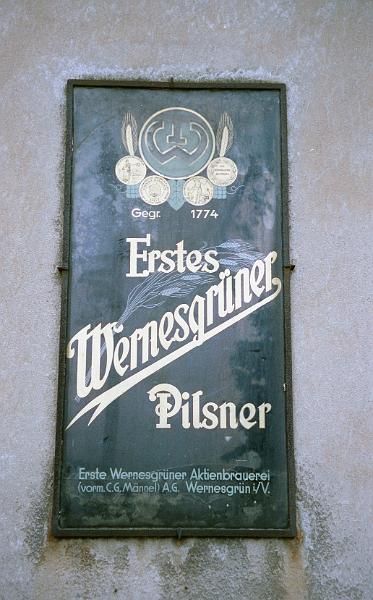 Gegr. 1774
Erstes
Wernesgrüner
Pilsner
Erste Wernesgrüner Aktienbrauerei
(vorm. C.G. Männel) A.G. Wernesgrün i/V.